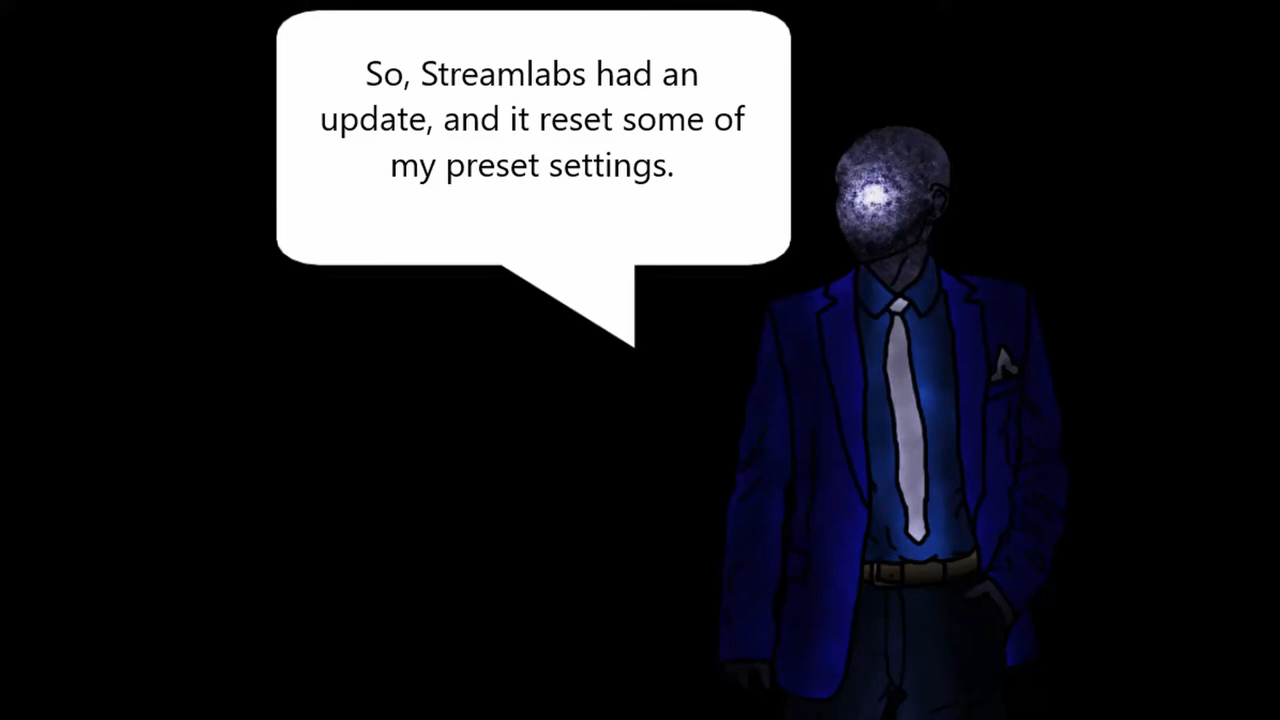 So, Streamlabs had an
update, and it reset some of
my preset settings.